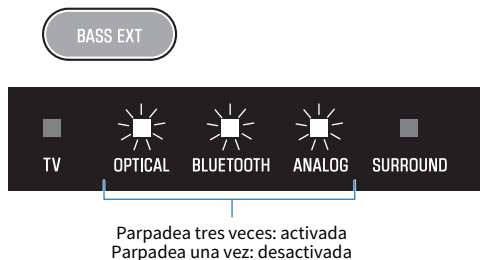 BASS EXT
TV OPTICAL BLUETOOTH ANALOG SURROUND
Parpadea tres veces: activada
Parpadea una vez: desactivada